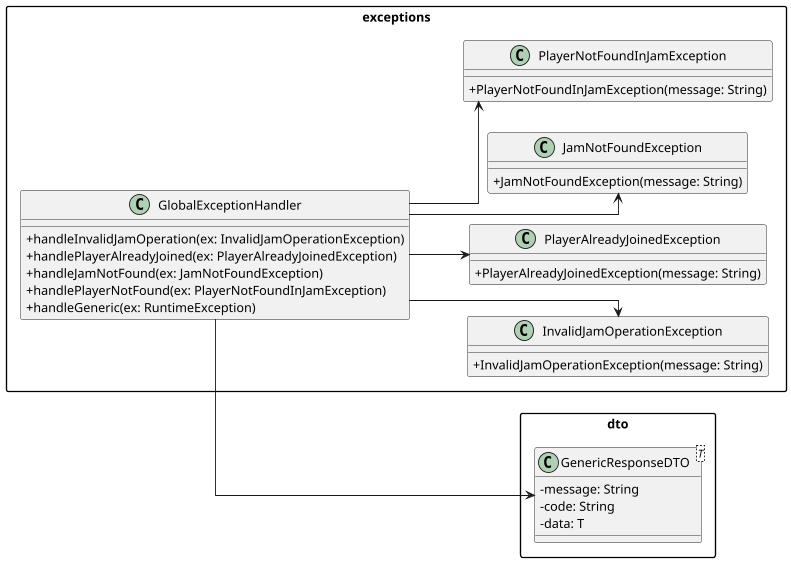 exceptions
C PlayerNotFoundInJamException
+PlayerNotFoundInJamException(message: String)
C JamNotFoundException
+JamNotFoundException(message: String)
C GlobalExceptionHandler
+handleInvalidJamOperation(ex: InvalidJamOperationException)
+handlePlayerAlreadyJoined(ex: PlayerAlreadyJoinedException)
+handleJamNotFound(ex: JamNotFoundException)
+handlePlayerNotFound(ex: PlayerNotFoundInJamException)
+handleGeneric(ex: RuntimeException)
C PlayerAlreadyJoinedException
+PlayerAlreadyJoinedException(message: String)
C InvalidJamOperationException
+InvalidJamOperationException(message: String)
dto
C GenericResponseDTO T
-message: String
-code: String
-data: T